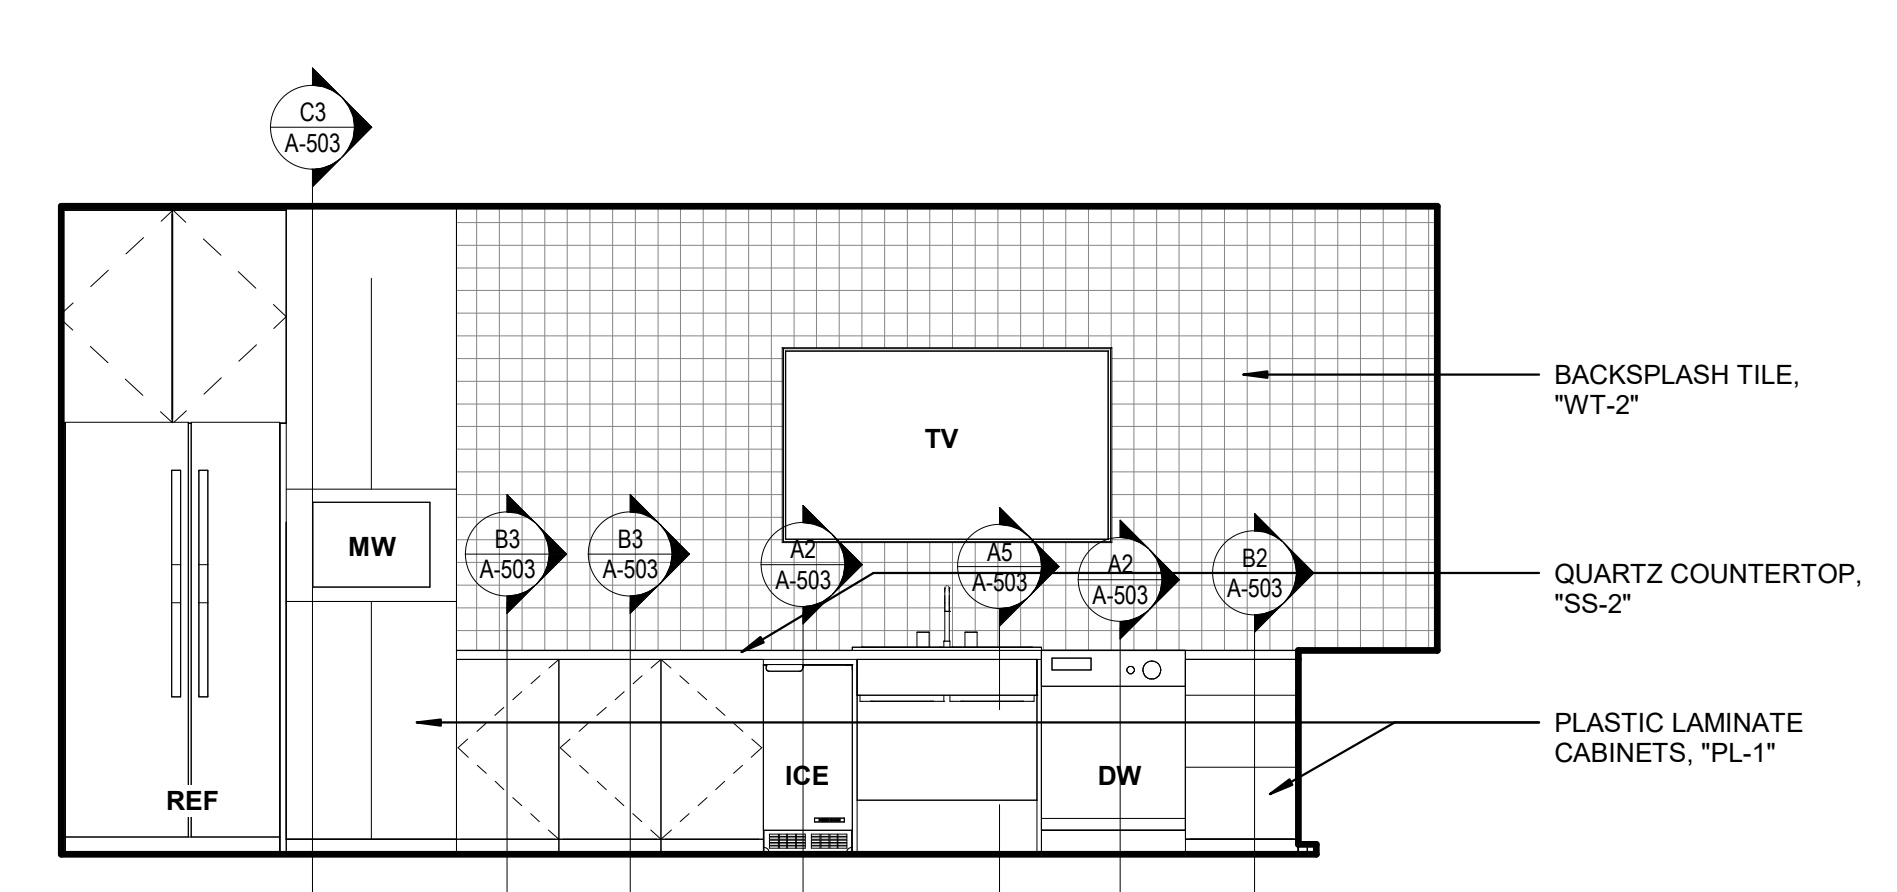 C3
A-503
BACKSPLASH TILE,
"WT-2"
TV
MW
B3
A-503
B3
A-503
A2
A-503
A5
A-503
A2
A-503
B2
A-503
QUARTZ COUNTERTOP,
"SS-2"
PLASTIC LAMINATE
CABINETS, "PL-1"
REF
ICE
DW